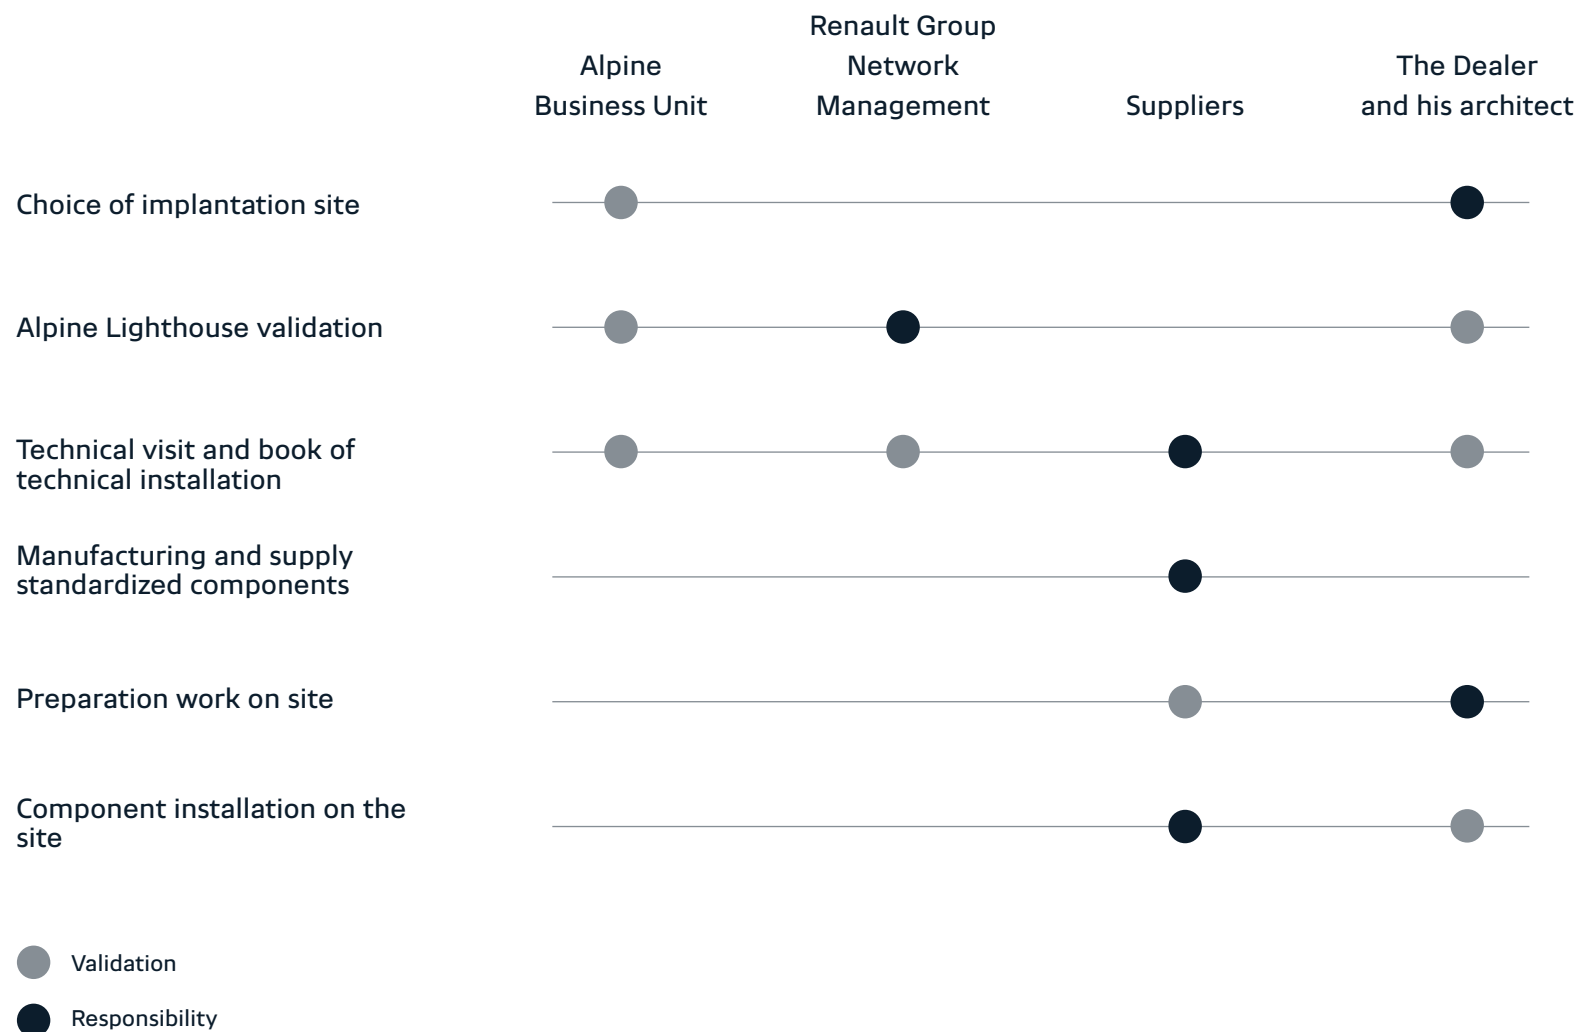 Renault Group
Alpine
Network
The Dealer
Business Unit
Management
Suppliers
and his architect
Choice of implantation site
Alpine Lighthouse validation
Technical visit and book of
technical installation
Manufacturing and supply
standardized components
Preparation work on site
Component installation on the
site
Validation
Responsibility